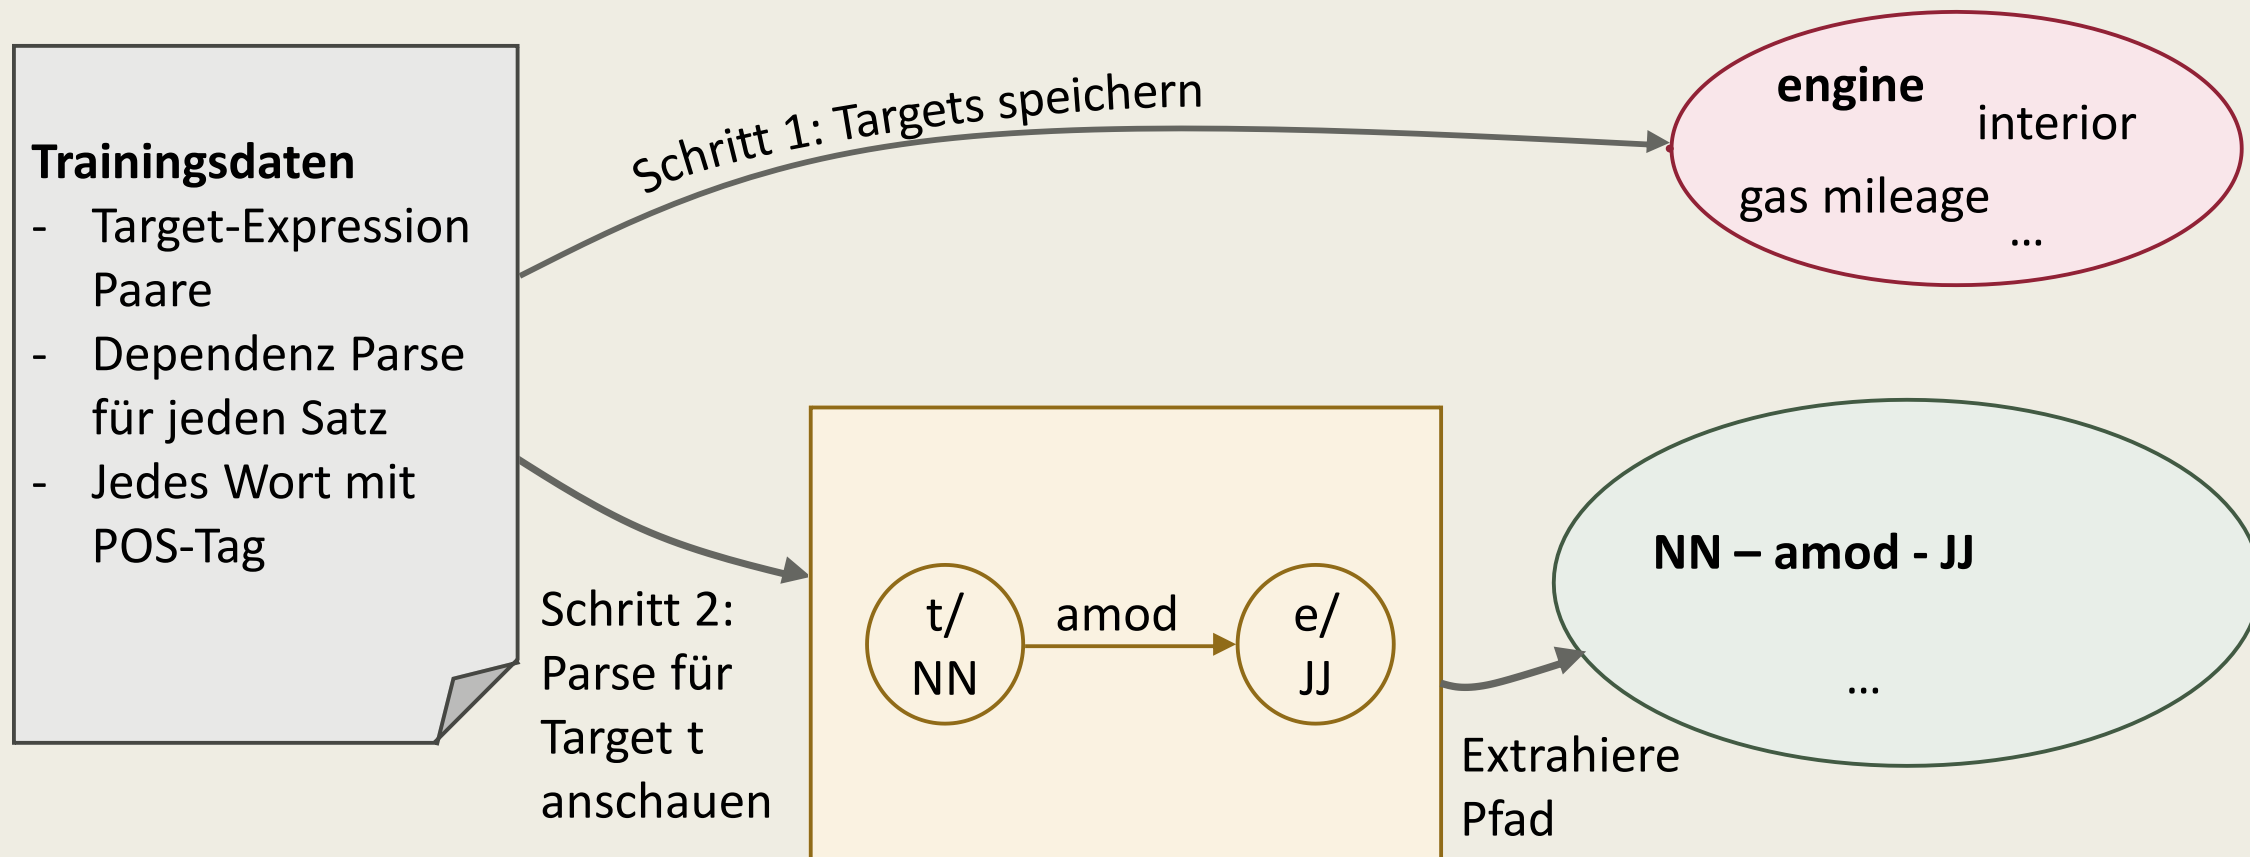 Trainingsdaten
- Target-Expression
Paare
- Dependenz Parse
für jeden Satz
- Jedes Wort mit
POS-Tag
Schritt 1: Targets speichern
engine
interior
gas mileage
...
Schritt 2:
Parse für
Target t
anschauen
t/
NN
amod
e/
JJ
Extrahiere
Pfad
NN – amod - JJ
...